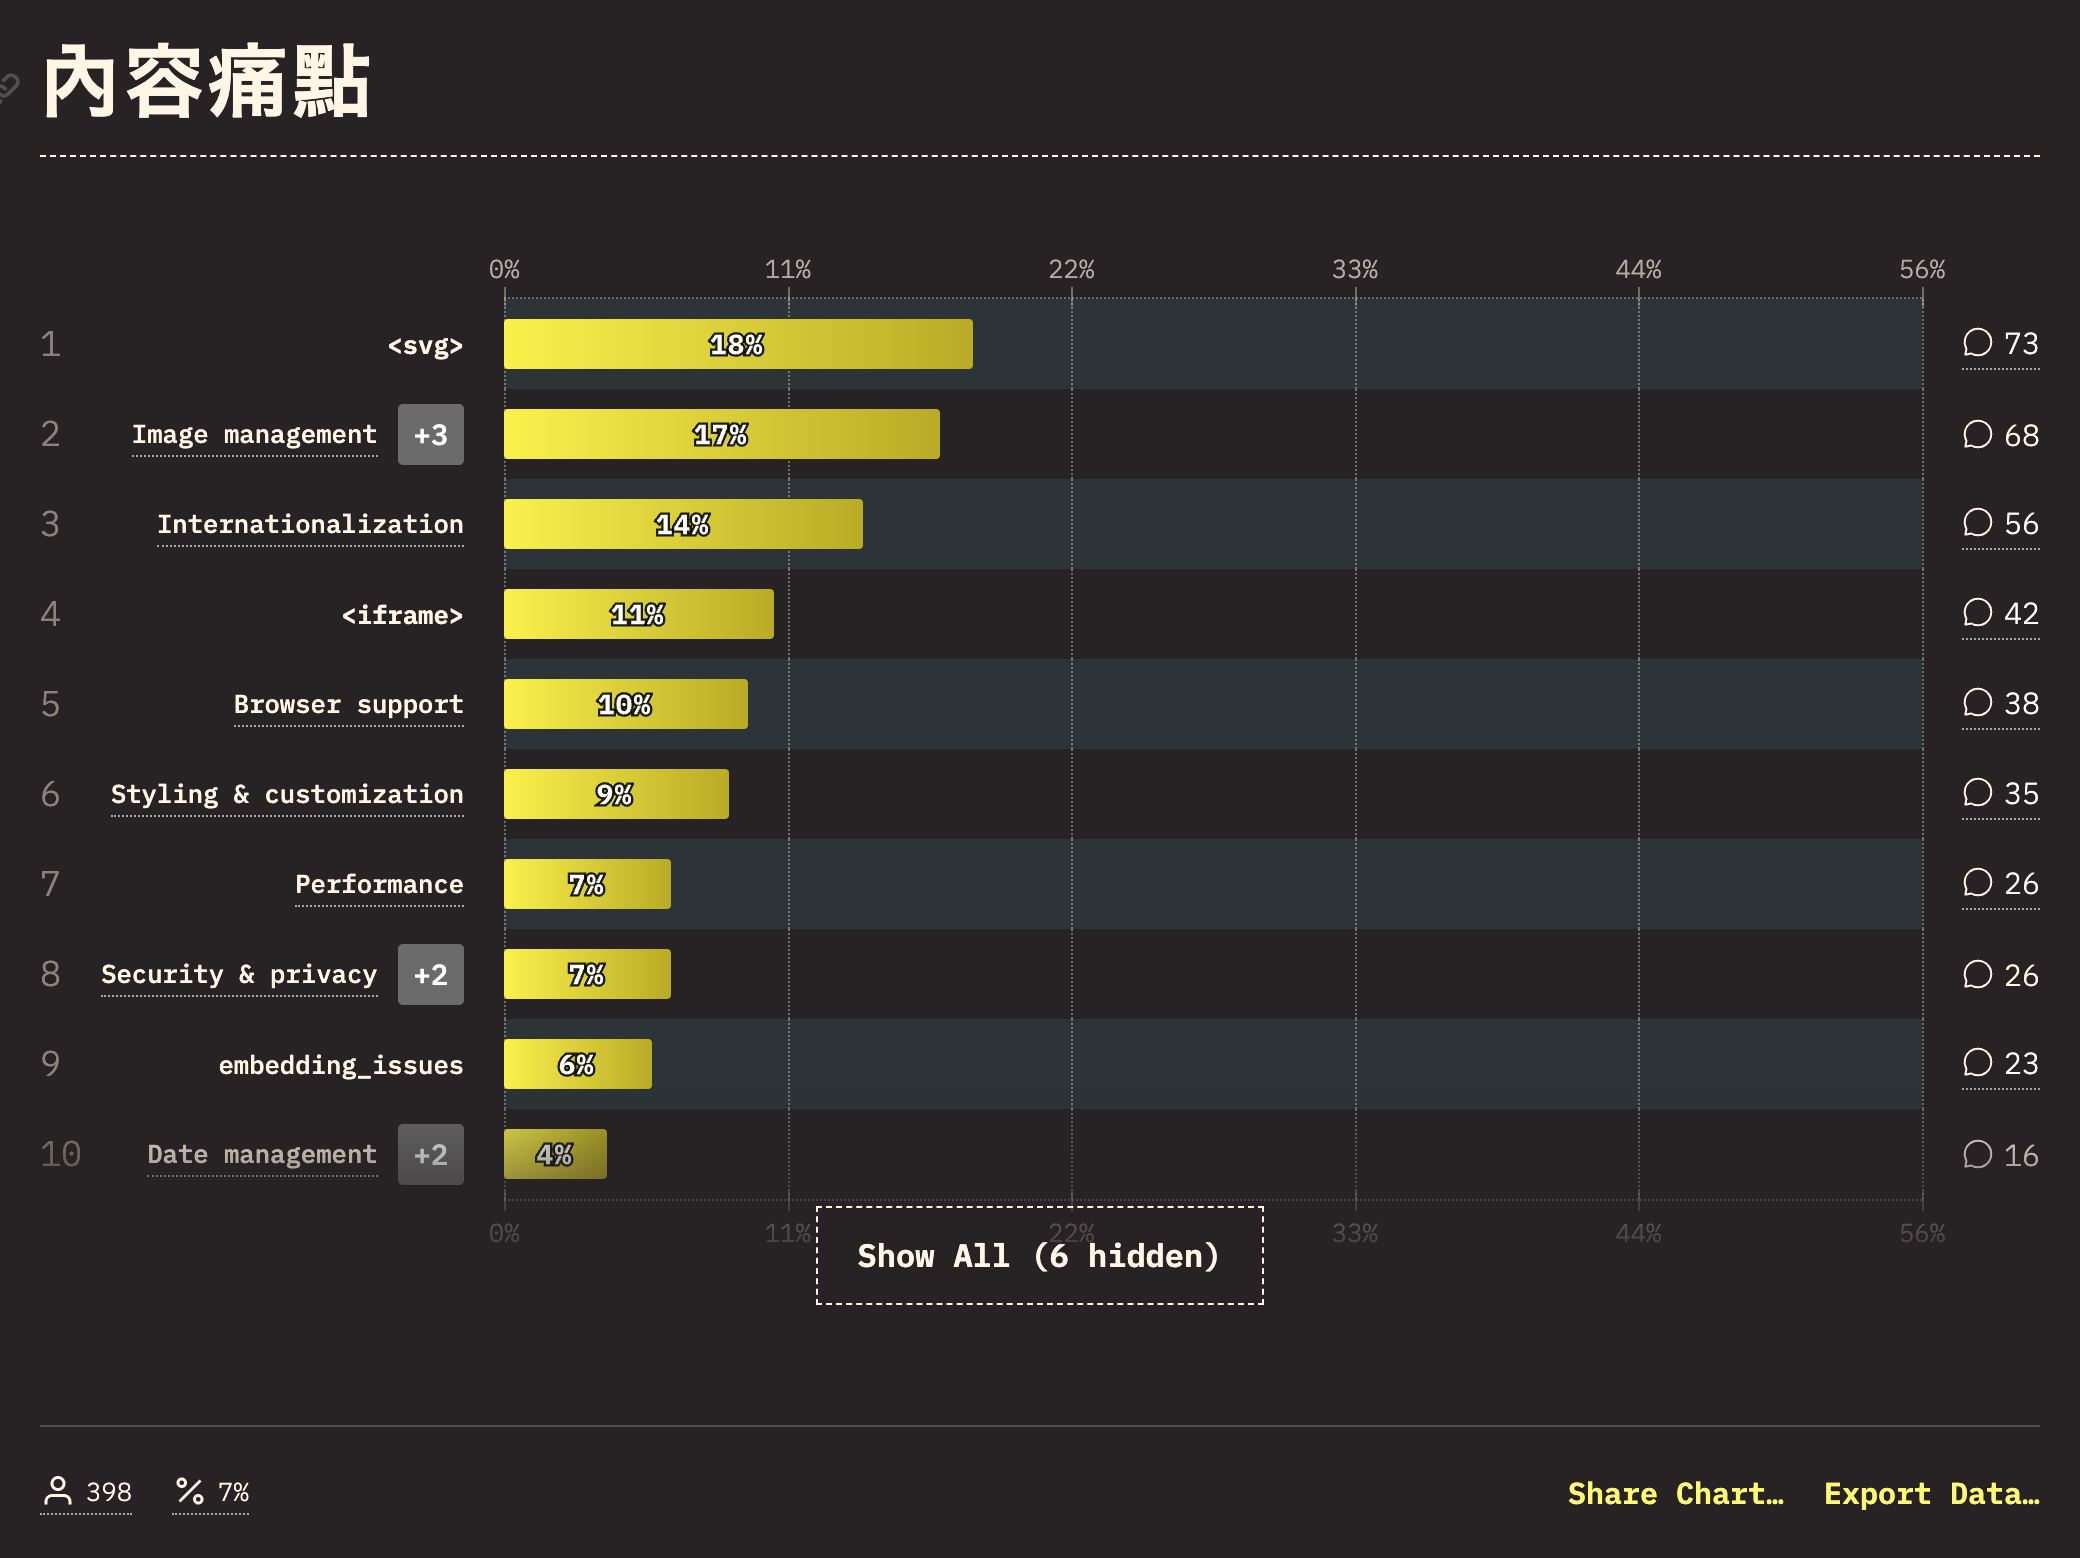 內容痛點
0% 11% 22% 33% 44% 56%
1 <svg> 18% 73
2 Image management +3 17% 68
3 Internationalization 14% 56
4 <iframe> 11% 42
5 Browser support 10% 38
6 Styling & customization 9% 35
7 Performance 7% 26
8 Security & privacy +2 7% 26
9 embedding_issues 6% 23
10 Date management +2 4% 16
0% 11% 22% 33% 44% 56%
Show All (6 hidden)
398 % 7% Share Chart… Export Data…